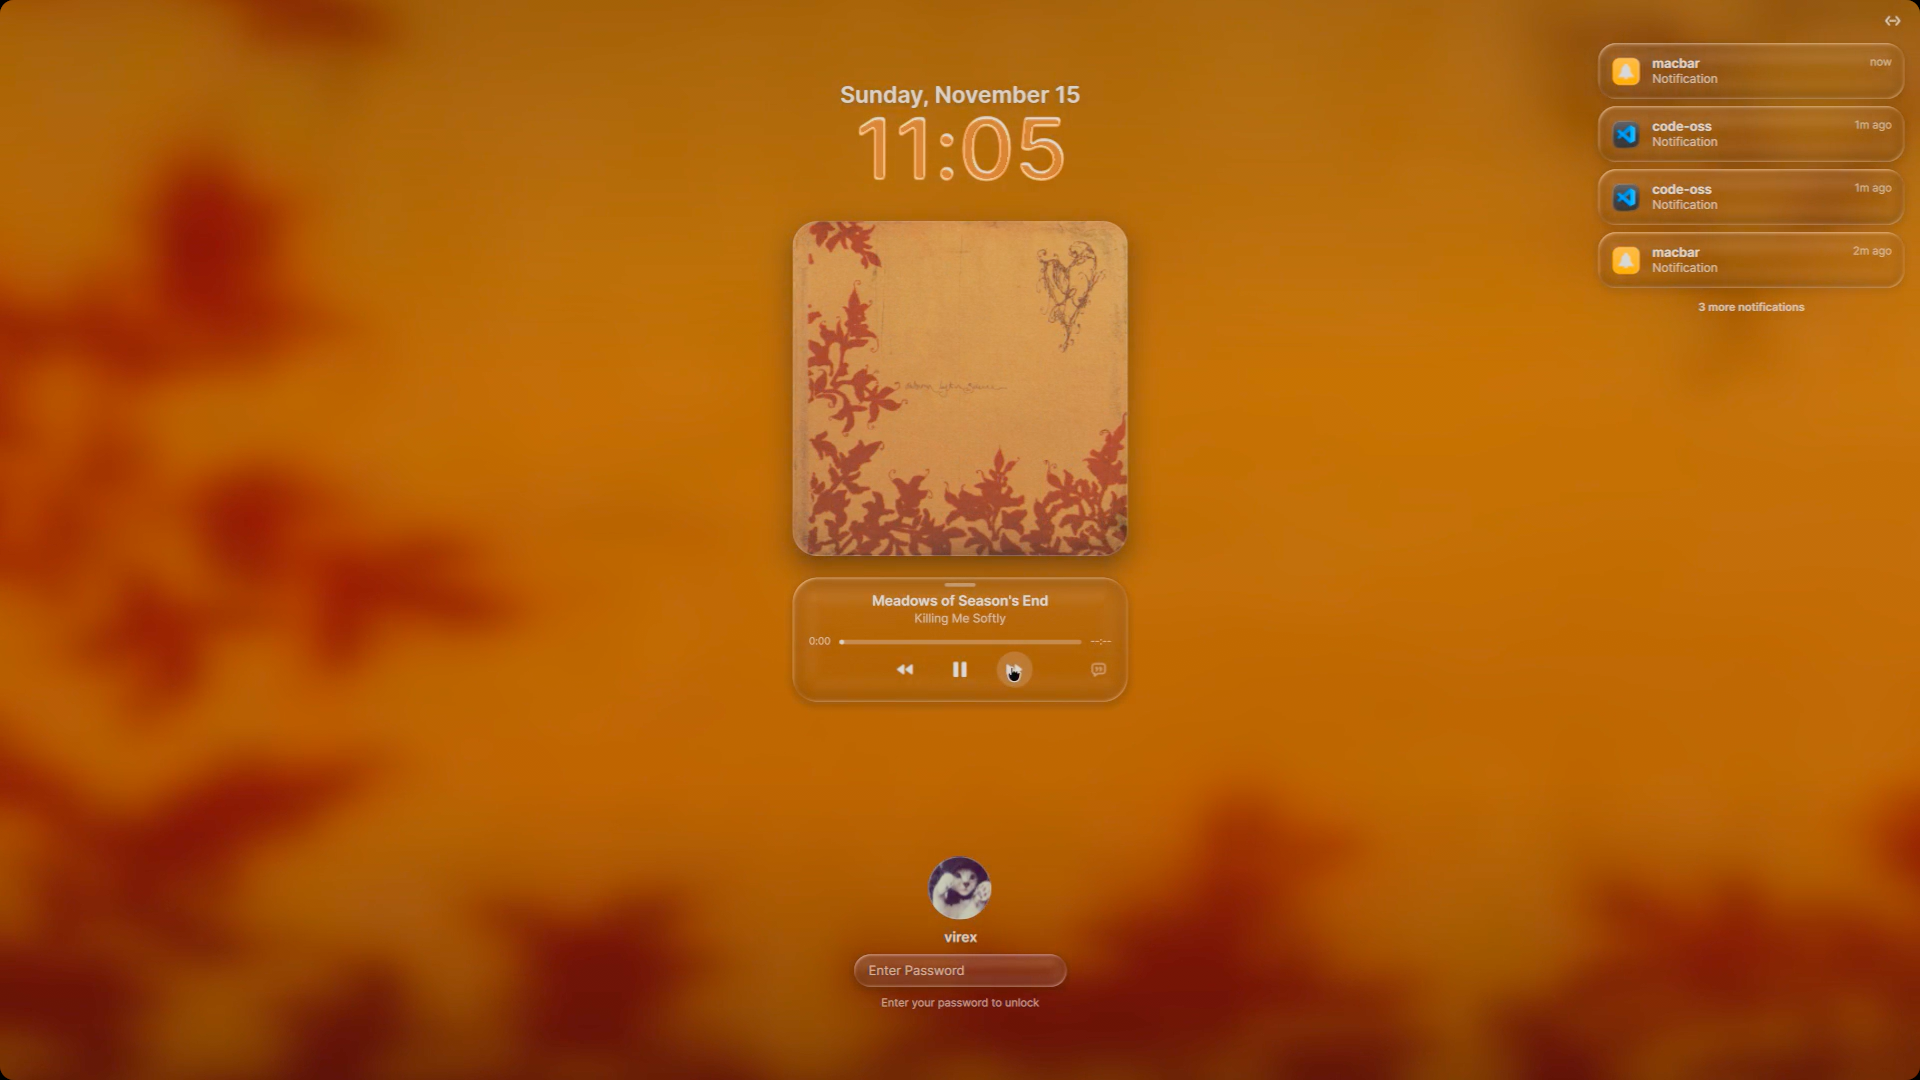 Sunday, November 15
11:05
macbar
now
Notification
code-oss
1m ago
Notification
code-oss
1m ago
Notification
macbar
2m ago
Notification
3 more notifications
Meadows of Season's End
Killing Me Softly
0:00
--:--
virex
Enter Password
Enter your password to unlock